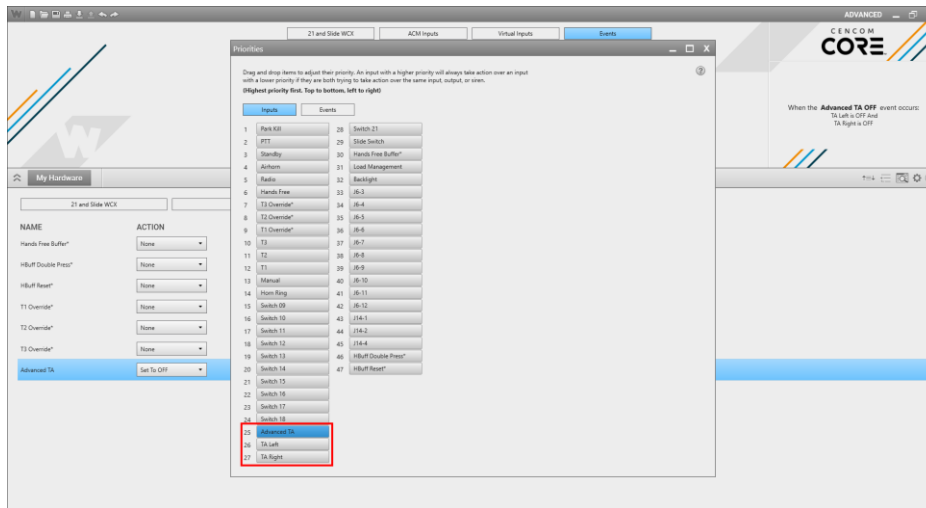 ADVANCED
21 and Slide WCX
ACM Inputs
Virtual Inputs
Events
CENCOM
CORE
Priorities
X
Drag and drop items to adjust their priority. An input with a higher priority will always take action over an input
with a lower priority if they are both trying to take action over the same input, output, or siren.
(Highest priority first. Top to bottom, left to right)
?
Inputs
Events
When the Advanced TA OFF event occurs:
TA Left is OFF And
TA Right is OFF
My Hardware
21 and Slide WCX
NAME
ACTION
Hands Free Buffer*
None
HBuff Double Press*
None
HBuff Reset*
None
T1 Override*
None
T2 Override*
None
T3 Override*
None
Advanced TA
Set To OFF
1 Park Kill
2 PTT
3 Standby
4 Airhorn
5 Radio
6 Hands Free
7 T3 Override*
8 T2 Override*
9 T1 Override*
10 T3
11 T2
12 T1
13 Manual
14 Horn Ring
15 Switch 09
16 Switch 10
17 Switch 11
18 Switch 12
19 Switch 13
20 Switch 14
21 Switch 15
22 Switch 16
23 Switch 17
24 Switch 18
25 Advanced TA
26 TA Left
27 TA Right
28 Switch 21
29 Slide Switch
30 Hands Free Buffer*
31 Load Management
32 Backlight
33 J6-3
34 J6-4
35 J6-5
36 J6-6
37 J6-7
38 J6-8
39 J6-9
40 J6-10
41 J6-11
42 J6-12
43 J14-1
44 J14-2
45 J14-4
46 HBuff Double Press*
47 HBuff Reset*